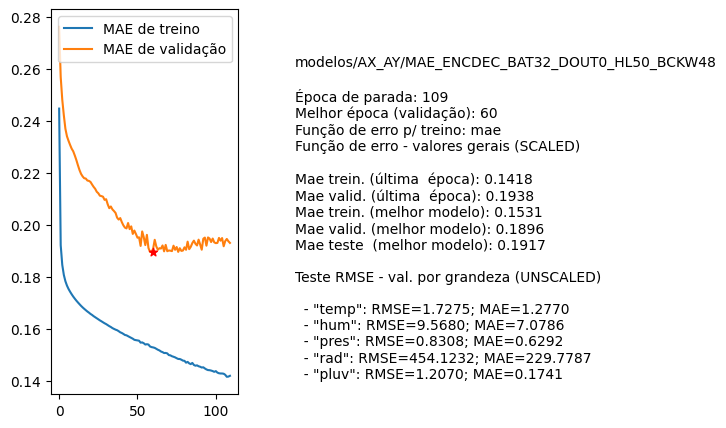 MAE de treino
MAE de validação
0.28
0.26
0.24
0.22
0.20
0.18
0.16
0.14
0
50
100
modelos/AX_AY/MAE_ENCDEC_BAT32_DOUT0_HL50_BCKW48
Época de parada: 109
Melhor época (validação): 60
Função de erro p/ treino: mae
Função de erro - valores gerais (SCALED)
Mae trein. (última  época): 0.1418
Mae valid. (última  época): 0.1938
Mae trein. (melhor modelo): 0.1531
Mae valid. (melhor modelo): 0.1896
Mae teste  (melhor modelo): 0.1917
Teste RMSE - val. por grandeza (UNSCALED)
- "temp": RMSE=1.7275; MAE=1.2770
- "hum": RMSE=9.5680; MAE=7.0786
- "pres": RMSE=0.8308; MAE=0.6292
- "rad": RMSE=454.1232; MAE=229.7787
- "pluv": RMSE=1.2070; MAE=0.1741